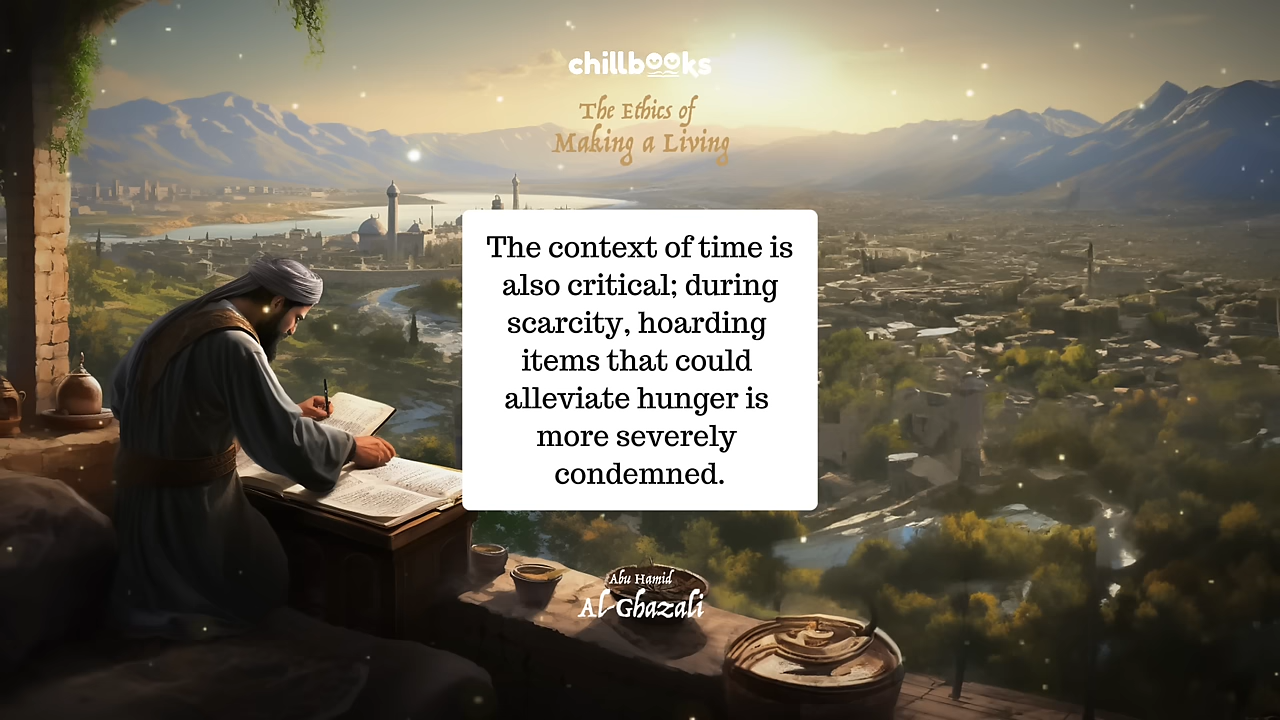 chillbooks
The Ethics of
Making a Living
The context of time is
also critical; during
scarcity, hoarding
items that could
alleviate hunger is
more severely
condemned.
Abu Hamid
Al-Ghazali